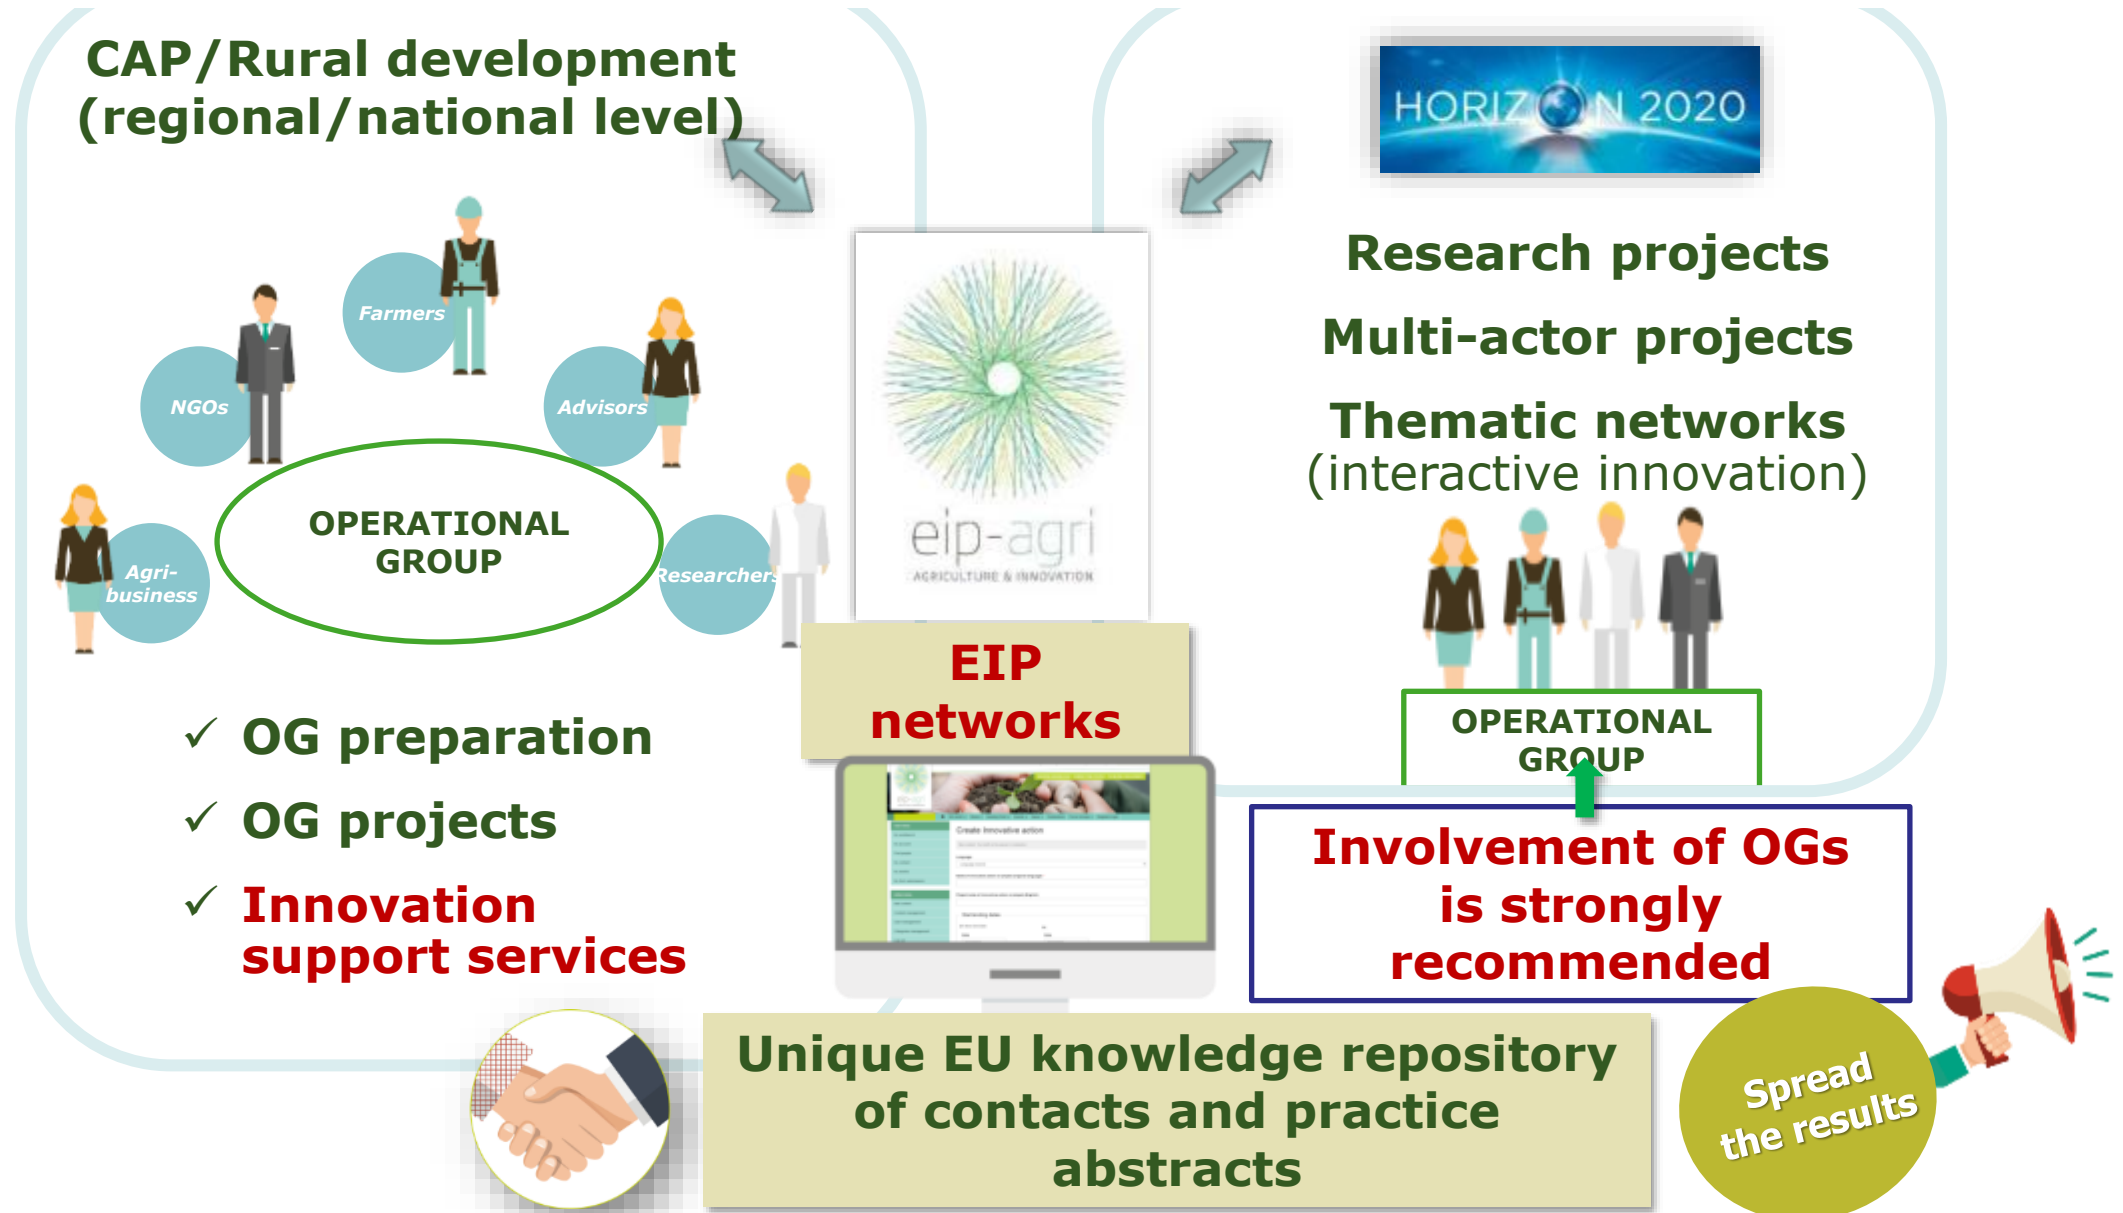 CAP/Rural development
(regional/national level)
Farmers
NGOs
Advisors
OPERATIONAL
GROUP
Agri-
business
Researchers
✓ OG preparation
✓ OG projects
✓ Innovation
support services
eip-agri
AGRICULTURE & INNOVATION
EIP
networks
Create Innovative action
HORIZON 2020
Research projects
Multi-actor projects
Thematic networks
(interactive innovation)
OPERATIONAL
GROUP
Involvement of OGs
is strongly
recommended
Unique EU knowledge repository
of contacts and practice
abstracts
Spread
the results